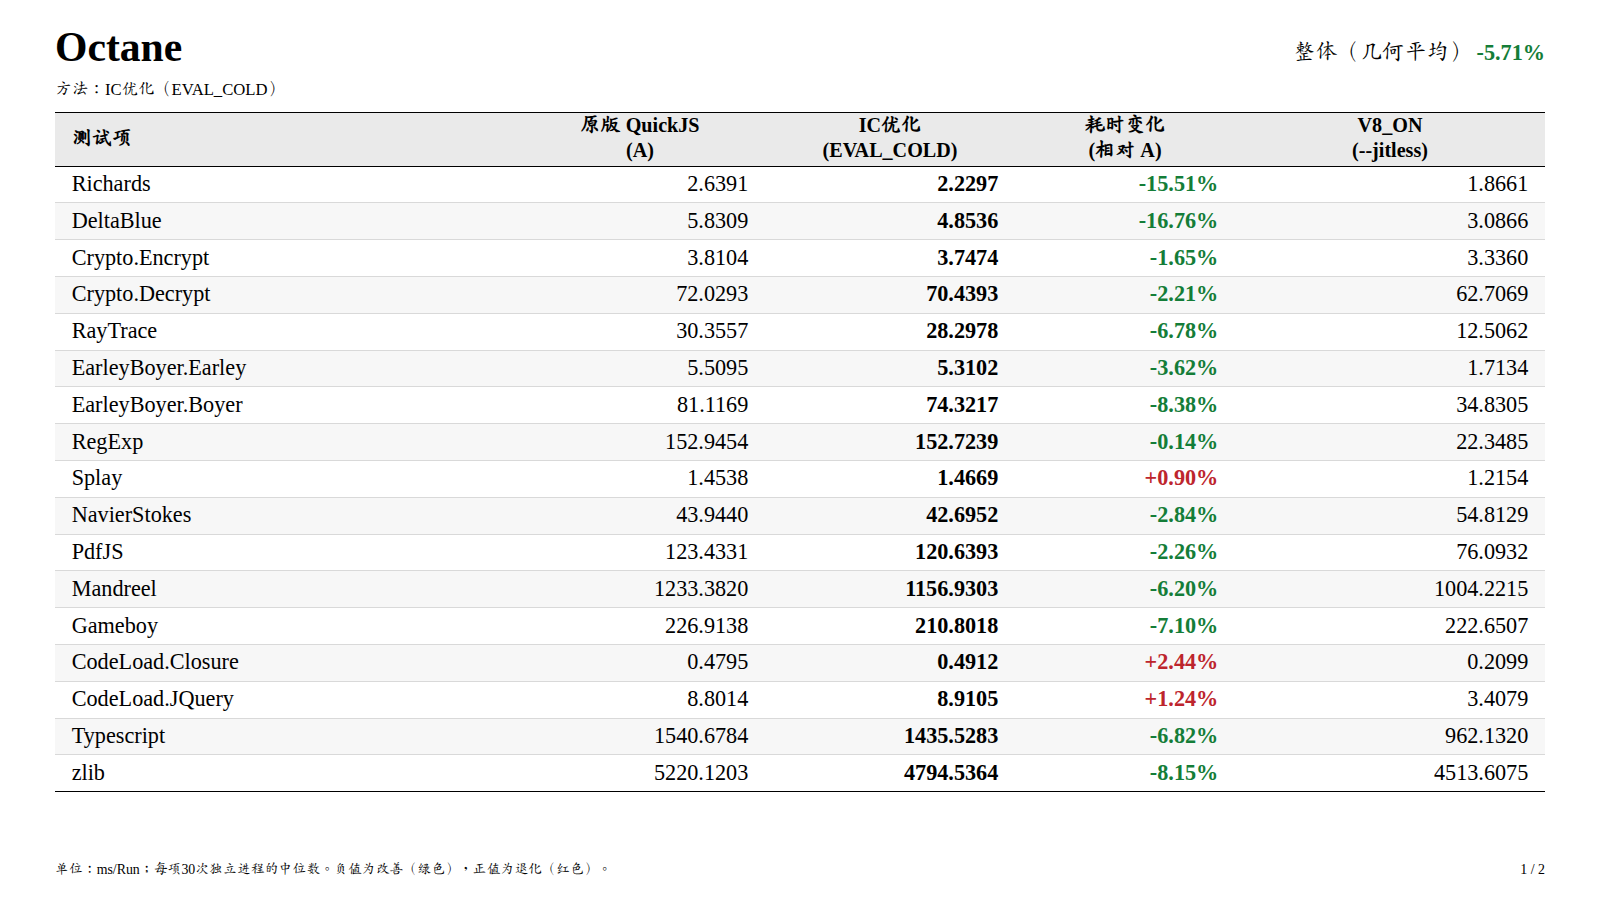 Octane
整体（几何平均） -5.71%
方法：IC优化（EVAL_COLD）
测试项 原版 QuickJS (A) IC优化 (EVAL_COLD) 耗时变化 (相对 A) V8_ON (--jitless)
Richards 2.6391 2.2297 -15.51% 1.8661
DeltaBlue 5.8309 4.8536 -16.76% 3.0866
Crypto.Encrypt 3.8104 3.7474 -1.65% 3.3360
Crypto.Decrypt 72.0293 70.4393 -2.21% 62.7069
RayTrace 30.3557 28.2978 -6.78% 12.5062
EarleyBoyer.Earley 5.5095 5.3102 -3.62% 1.7134
EarleyBoyer.Boyer 81.1169 74.3217 -8.38% 34.8305
RegExp 152.9454 152.7239 -0.14% 22.3485
Splay 1.4538 1.4669 +0.90% 1.2154
NavierStokes 43.9440 42.6952 -2.84% 54.8129
PdfJS 123.4331 120.6393 -2.26% 76.0932
Mandreel 1233.3820 1156.9303 -6.20% 1004.2215
Gameboy 226.9138 210.8018 -7.10% 222.6507
CodeLoad.Closure 0.4795 0.4912 +2.44% 0.2099
CodeLoad.JQuery 8.8014 8.9105 +1.24% 3.4079
Typescript 1540.6784 1435.5283 -6.82% 962.1320
zlib 5220.1203 4794.5364 -8.15% 4513.6075
单位：ms/Run；每项30次独立进程的中位数。负值为改善（绿色），正值为退化（红色）。
1 / 2